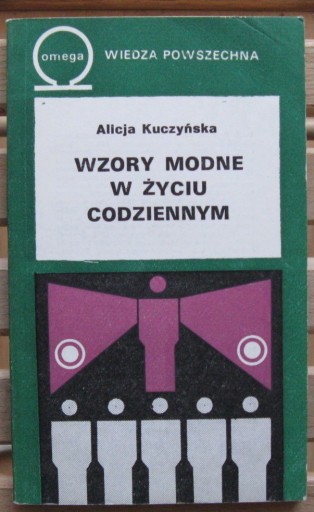 omega
WIEDZA POWSZECHNA
Alicja Kuczyńska
WZORY MODNE
W ŻYCIU
CODZIENNYM